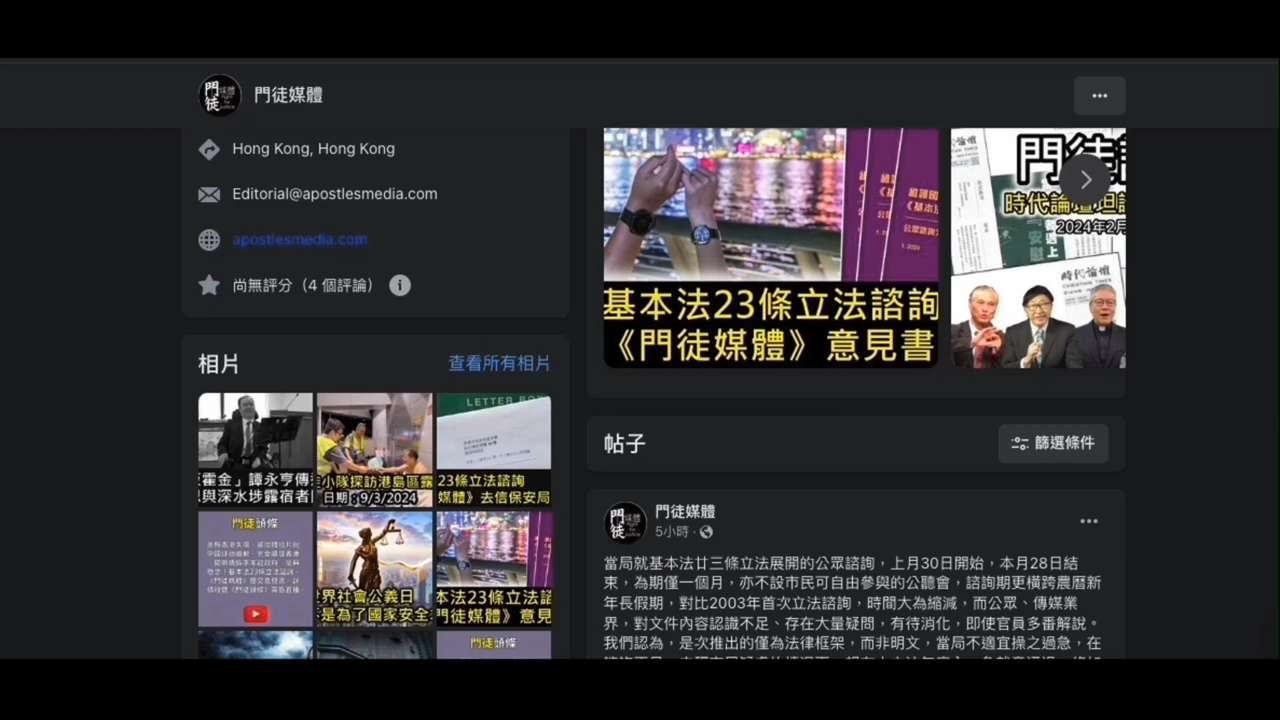 門徒媒體
Hong Kong, Hong Kong
Editorial@apostlesmedia.com
apostlesmedia.com
尚無評分（4 個評論）
相片
查看所有相片
霍金」譚永亨傳
與深水埗露宿者
小隊探訪港島區露
日期：9/3/2024
LETTER BOX
23條立法諮詢
媒體》去信保安局
門徒頭條
界社會公義日
是為了國家安全
本法23條立法諮
門徒媒體》意見
門徒頭條
基本法23條立法諮詢
《門徒媒體》意見書
門徒
時代論壇
2024年2月
時代論壇
CHRISTIAN TIMES
帖子
篩選條件
門徒媒體
5小時
當局就基本法廿三條立法展開的公眾諮詢，上月30日開始，本月28日結
束，為期僅一個月，亦不設市民可自由參與的公聽會，諮詢期更橫跨農曆新
年長假期，對比2003年首次立法諮詢，時間大為縮減，而公眾、傳媒業
界，對文件內容認識不足、存在大量疑問，有待消化，即使官員多番解說。
我們認為，是次推出的僅為法律框架，而非明文，當局不適宜操之過急，在